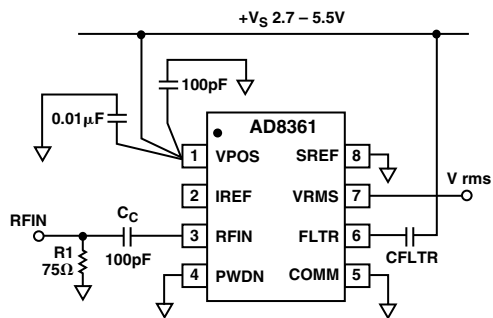 +VS 2.7 – 5.5V
100pF
0.01μF
AD8361
1 VPOS SREF 8
2 IREF VRMS 7
V rms
RFIN
CC
100pF
R1
75Ω
3 RFIN FLTR 6
CFLTR
4 PWDN COMM 5